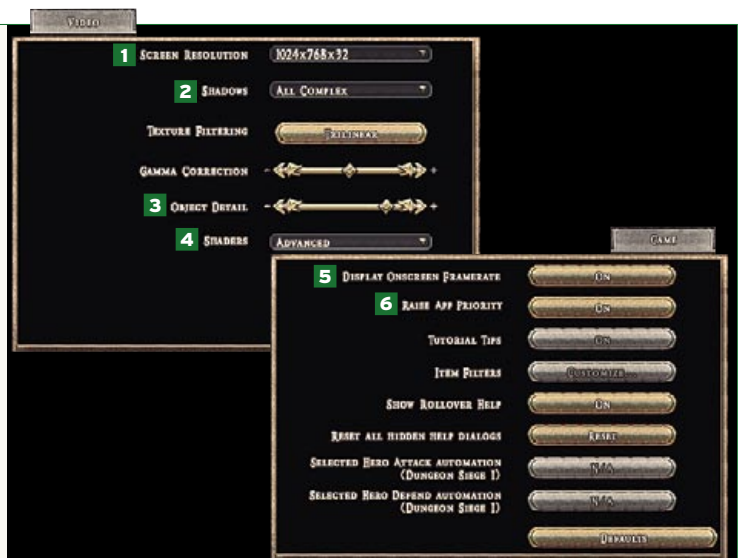 VIDEO
1 SCREEN RESOLUTION 1024x768x32
2 SHADOWS ALL COMPLEX
TEXTURE FILTERING TRILINEAR
GAMMA CORRECTION - +
3 OBJECT DETAIL - +
4 SHADERS ADVANCED
GAME
5 DISPLAY ONSCREEN FRAMERATE ON
6 RAISE APP PRIORITY ON
TUTORIAL TIPS ON
ITEM FILTERS CUSTOMIZE...
SHOW ROLLOVER HELP ON
RESET ALL HIDDEN HELP DIALOGS RESET
SELECTED HERO ATTACK AUTOMATION
(DUNGEON SIEGE I) N/A
SELECTED HERO DEFEND AUTOMATION
(DUNGEON SIEGE I) N/A
DEFAULTS